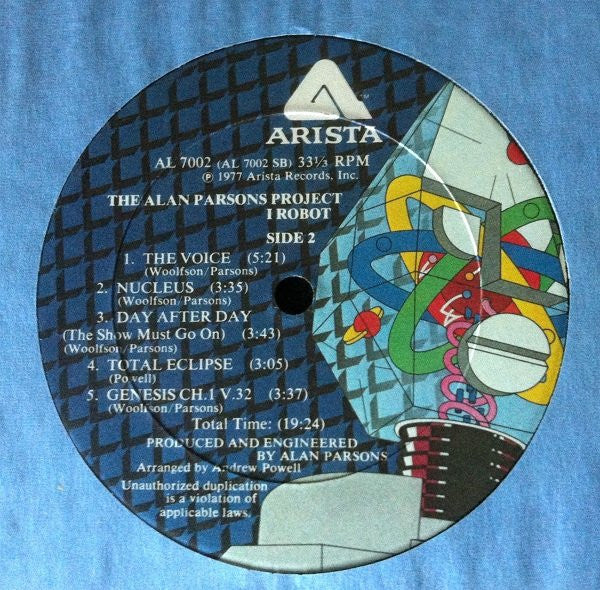 ARISTA™
AL 7002 (AL 7002 SB) 33⅓ RPM
℗ 1977 Arista Records, Inc.
THE ALAN PARSONS PROJECT
I ROBOT
SIDE 2
1. THE VOICE (5:21)
(Woolfson/Parsons)
2. NUCLEUS (3:35)
(Woolfson/Parsons)
3. DAY AFTER DAY
(The Show Must Go On) (3:43)
(Woolfson/Parsons)
4. TOTAL ECLIPSE (3:05)
(Powell)
5. GENESIS CH.1 V.32 (3:37)
(Woolfson/Parsons)
Total Time: (19:24)
PRODUCED AND ENGINEERED
BY ALAN PARSONS
Arranged by Andrew Powell
Unauthorized duplication
is a violation of
applicable laws.